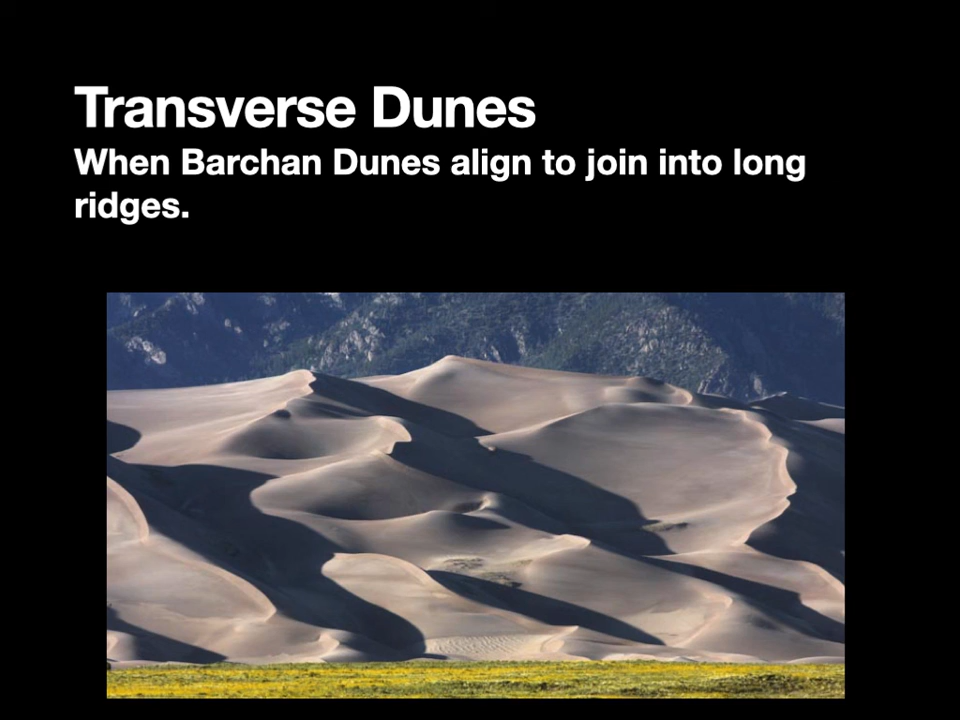 Transverse Dunes
When Barchan Dunes align to join into long
ridges.